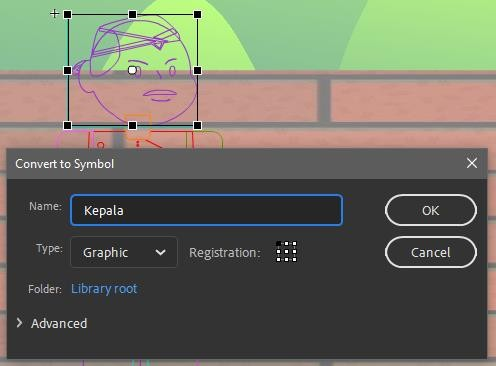 Convert to Symbol
Name: Kepala OK
Type: Graphic Registration: Cancel
Folder: Library root
Advanced